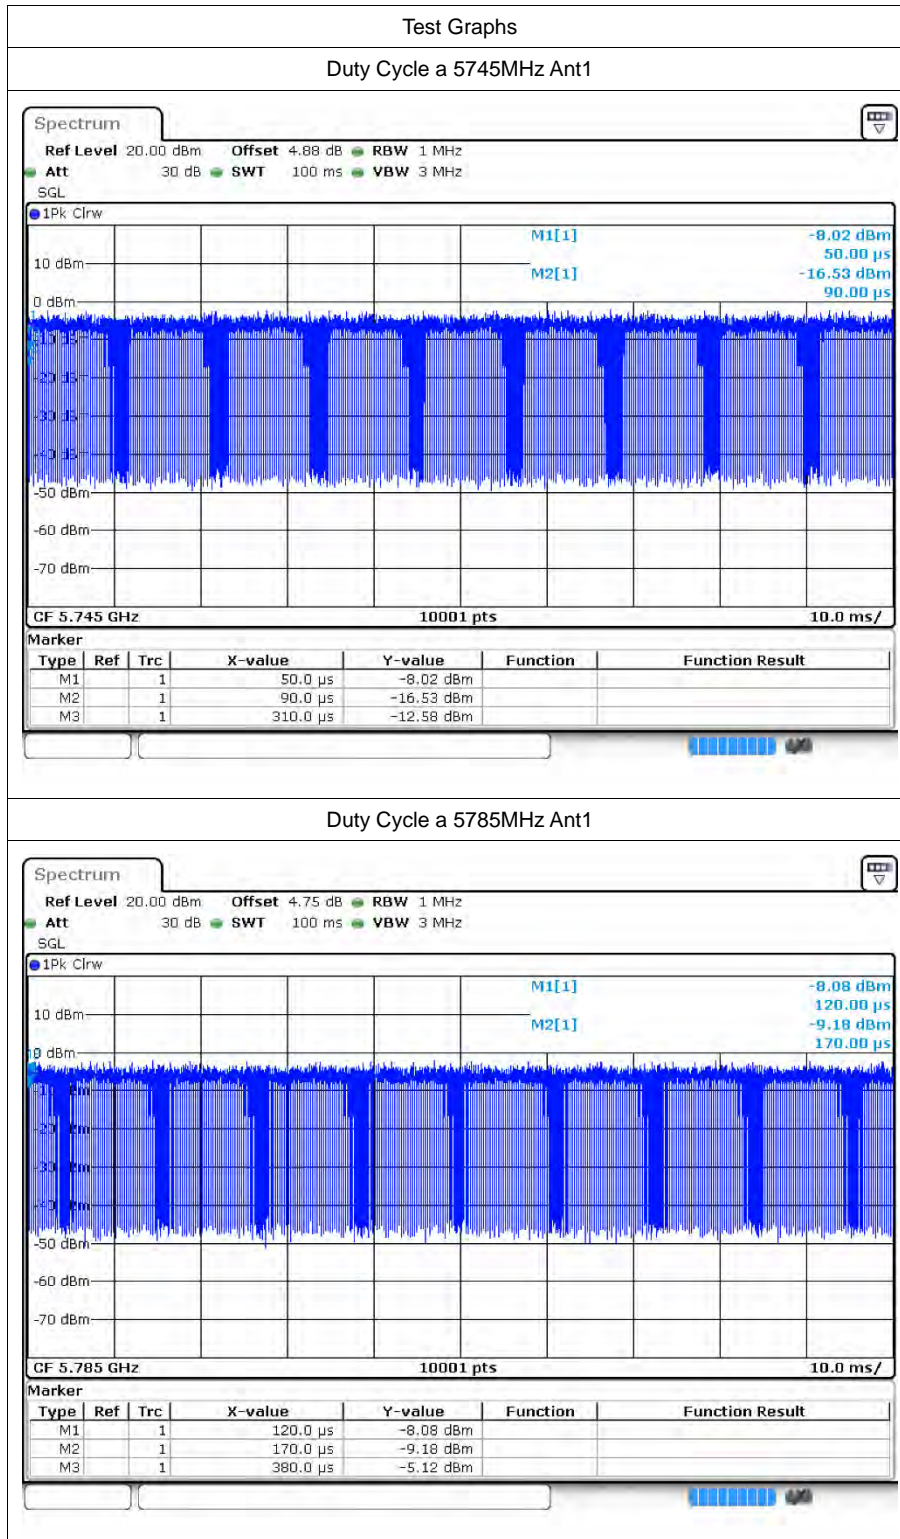 Test Graphs
Duty Cycle a 5745MHz Ant1
Spectrum
Ref Level 20.00 dBm Offset 4.88 dB RBW 1 MHz
Att 30 dB SWT 100 ms VBW 3 MHz
SGL
1Pk Clrw
M1[1] -8.02 dBm
50.00 µs
10 dBm
M2[1] -16.53 dBm
90.00 µs
0 dBm
-50 dBm
-60 dBm
-70 dBm
CF 5.745 GHz 10001 pts 10.0 ms/
Marker
Type Ref Trc X-value Y-value Function Function Result
M1 1 50.0 µs -8.02 dBm
M2 1 90.0 µs -16.53 dBm
M3 1 310.0 µs -12.58 dBm
Duty Cycle a 5785MHz Ant1
Spectrum
Ref Level 20.00 dBm Offset 4.75 dB RBW 1 MHz
Att 30 dB SWT 100 ms VBW 3 MHz
SGL
1Pk Clrw
M1[1] -8.08 dBm
120.00 µs
10 dBm
M2[1] -9.18 dBm
170.00 µs
dBm
-50 dBm
-60 dBm
-70 dBm
CF 5.785 GHz 10001 pts 10.0 ms/
Marker
Type Ref Trc X-value Y-value Function Function Result
M1 1 120.0 µs -8.08 dBm
M2 1 170.0 µs -9.18 dBm
M3 1 380.0 µs -5.12 dBm